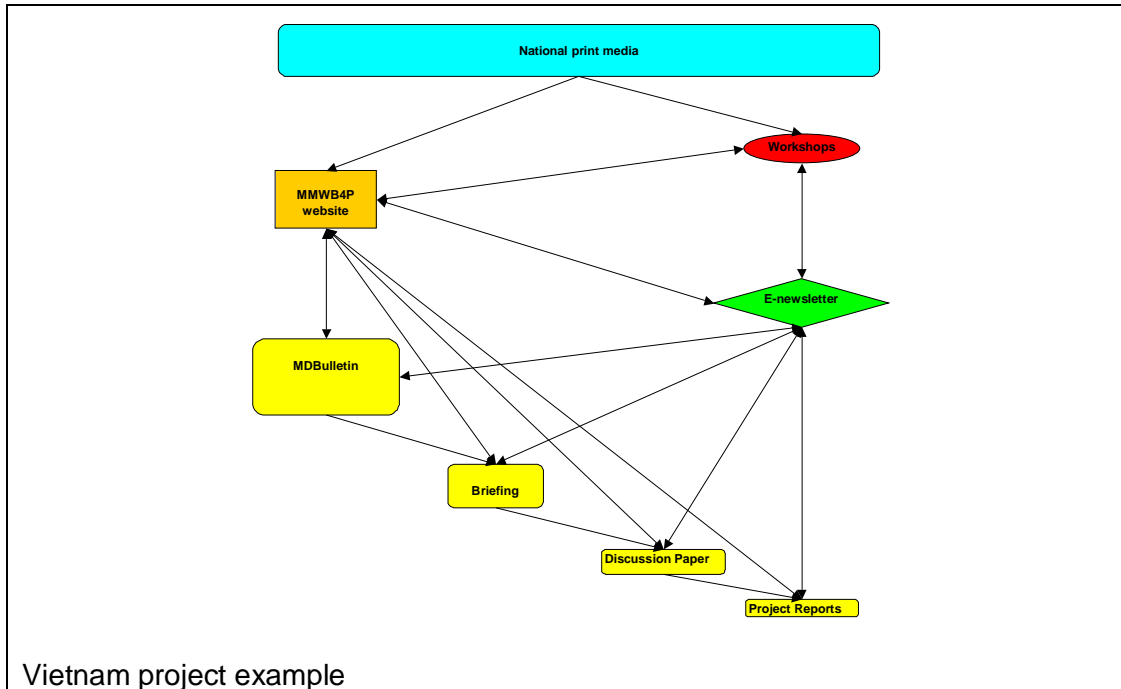 National print media
Workshops
MMWB4P
website
E-newsletter
MDBulletin
Briefing
Discussion Paper
Project Reports
Vietnam project example